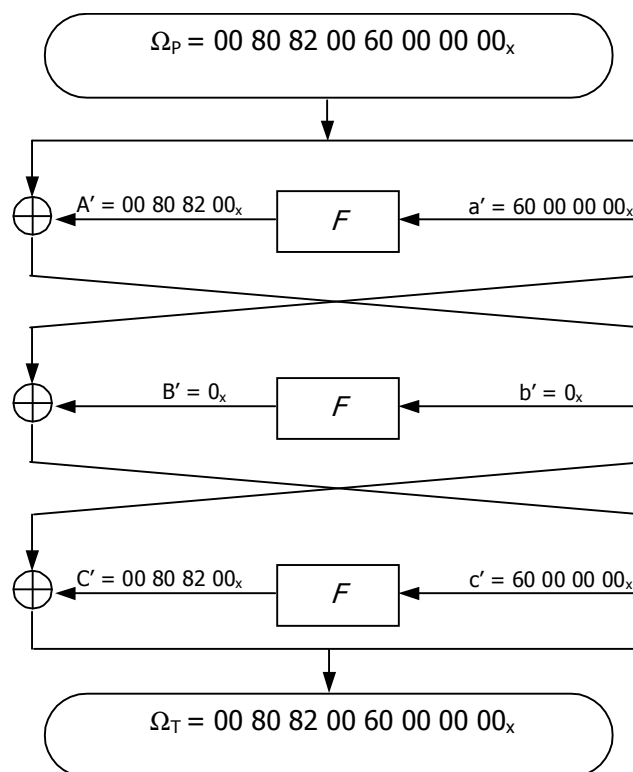 Ω_P = 00 80 82 00 60 00 00 00_x
A’ = 00 80 82 00_x F a’ = 60 00 00 00_x
B’ = 0_x F b’ = 0_x
C’ = 00 80 82 00_x F c’ = 60 00 00 00_x
Ω_T = 00 80 82 00 60 00 00 00_x